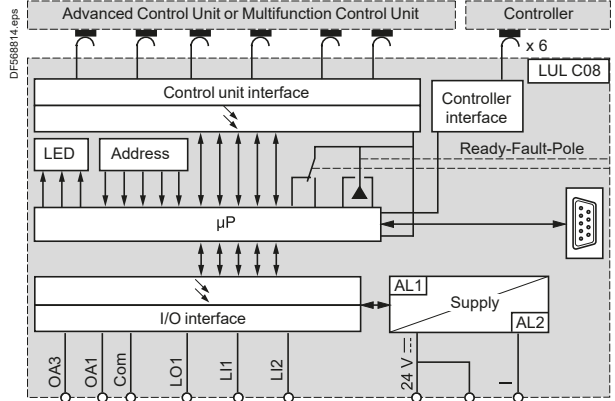 Advanced Control Unit or Multifunction Control Unit
Controller
DF568814.eps
x 6
LUL C08
Control unit interface
Controller
interface
LED
Address
Ready-Fault-Pole
µP
AL1
Supply
AL2
I/O interface
OA3
OA1
Com
LO1
LI1
LI2
24 V
I